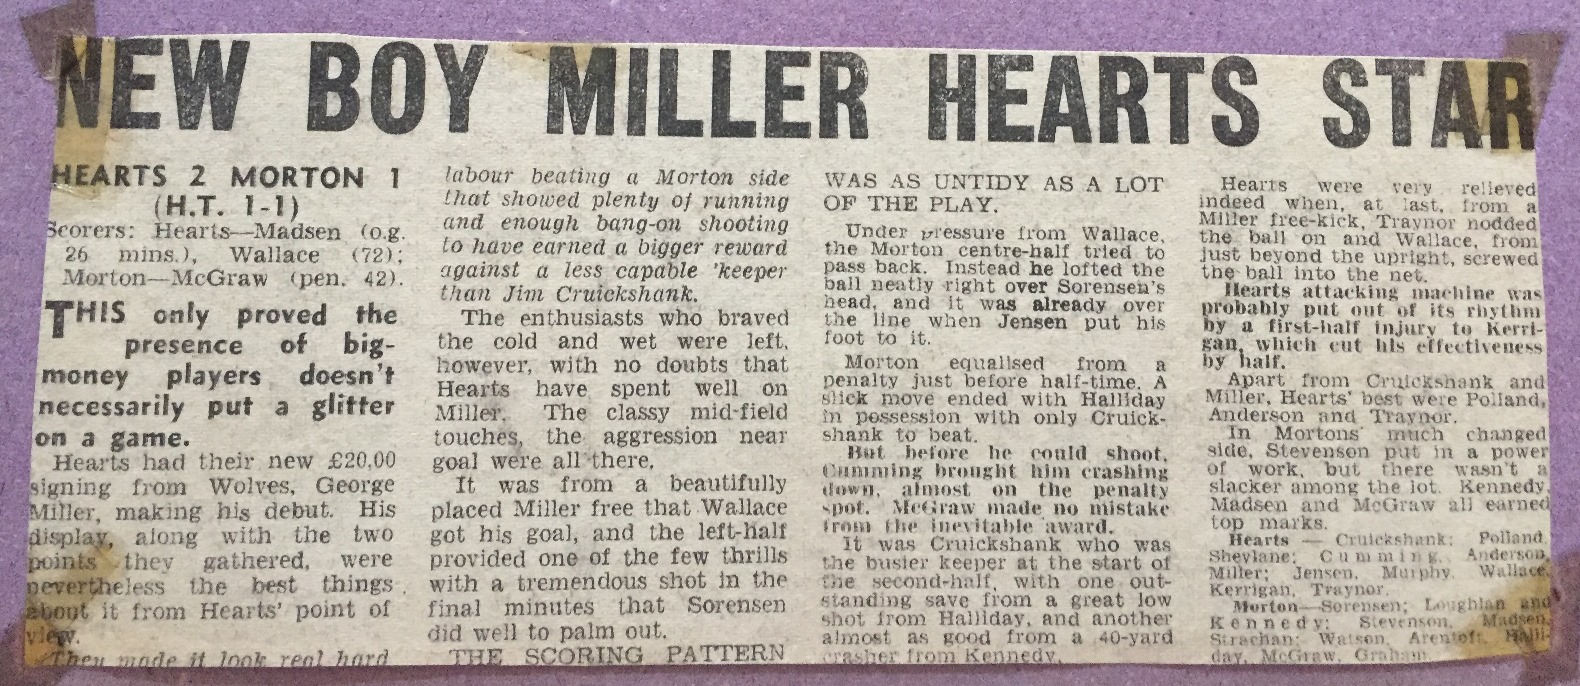 NEW BOY MILLER HEARTS STAR
HEARTS 2 MORTON 1
(H.T. 1-1)
Scorers: Hearts—Madsen (o.g.
26 mins.), Wallace (72);
Morton—McGraw (pen. 42).
THIS only proved the
presence of big-
money players doesn't
necessarily put a glitter
on a game.
Hearts had their new £20,00
signing from Wolves, George
Miller, making his debut. His
display, along with the two
points they gathered, were
nevertheless the best things
about it from Hearts' point of
view.
They made it look real hard
labour beating a Morton side
that showed plenty of running
and enough bang-on shooting
to have earned a bigger reward
against a less capable 'keeper
than Jim Cruickshank.
The enthusiasts who braved
the cold and wet were left,
however, with no doubts that
Hearts have spent well on
Miller. The classy mid-field
touches, the aggression near
goal were all there.
It was from a beautifully
placed Miller free that Wallace
got his goal, and the left-half
provided one of the few thrills
with a tremendous shot in the
final minutes that Sorensen
did well to palm out.
THE SCORING PATTERN
WAS AS UNTIDY AS A LOT
OF THE PLAY.
Under pressure from Wallace,
the Morton centre-half tried to
pass back. Instead he lofted the
ball neatly right over Sorensen's
head, and it was already over
the line when Jensen put his
foot to it.
Morton equalised from a
penalty just before half-time. A
slick move ended with Halliday
in possession with only Cruick-
shank to beat.
But before he could shoot,
Cumming brought him crashing
down, almost on the penalty
spot. McGraw made no mistake
from the inevitable award.
It was Cruickshank who was
the busier keeper at the start of
the second-half, with one out-
standing save from a great low
shot from Halliday, and another
almost as good from a 40-yard
crasher from Kennedy.
Hearts were very relieved
indeed when, at last, from a
Miller free-kick, Traynor nodded
the ball on and Wallace, from
just beyond the upright, screwed
the ball into the net.
Hearts attacking machine was
probably put out of its rhythm
by a first-half injury to Kerri-
gan, which cut his effectiveness
by half.
Apart from Cruickshank and
Miller, Hearts' best were Polland,
Anderson and Traynor.
In Mortons' much changed
side, Stevenson put in a power
of work, but there wasn't a
slacker among the lot. Kennedy,
Madsen and McGraw all earned
top marks.
Hearts — Cruickshank; Polland,
Shevlane; Cumming, Anderson,
Miller; Jensen, Murphy, Wallace,
Kerrigan, Traynor.
Morton—Sorensen; Loughlan and
Kennedy; Stevenson, Madsen,
Strachan; Watson, Arentoft, Halli-
day, McGraw, Graham.